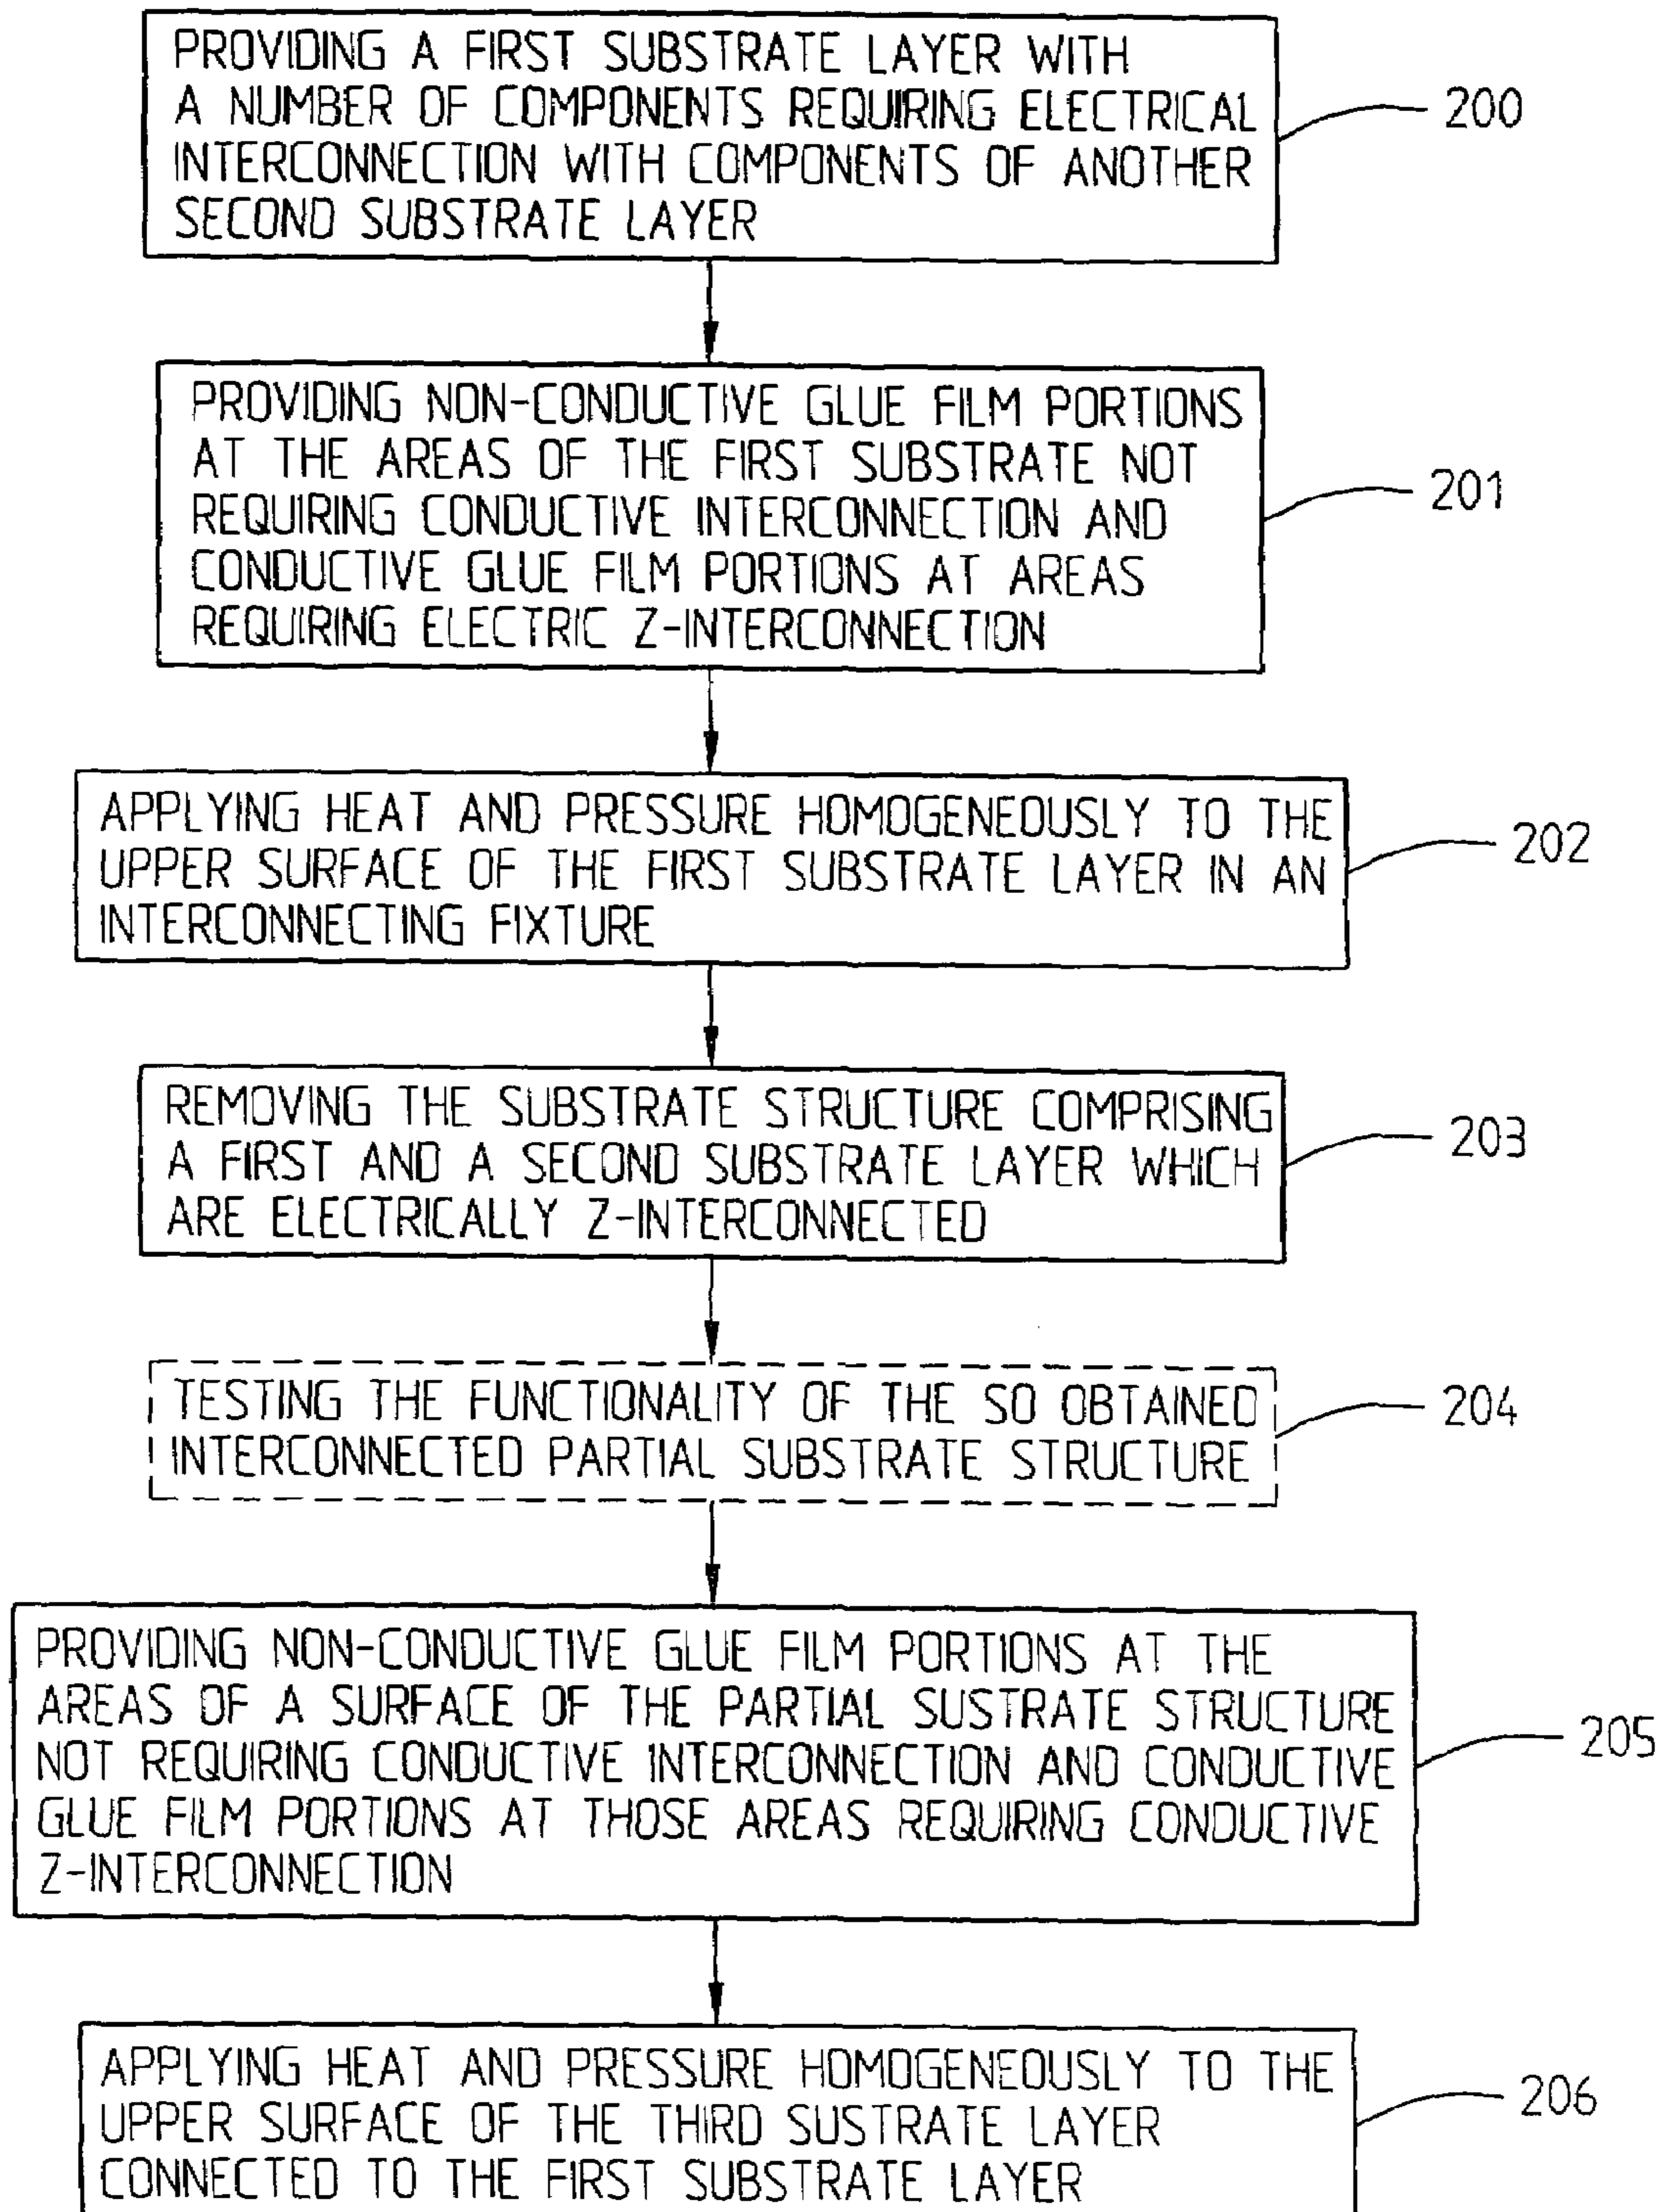 PROVIDING A FIRST SUBSTRATE LAYER WITH
A NUMBER OF COMPONENTS REQUIRING ELECTRICAL
INTERCONNECTION WITH COMPONENTS OF ANOTHER
SECOND SUBSTRATE LAYER
200
PROVIDING NON-CONDUCTIVE GLUE FILM PORTIONS
AT THE AREAS OF THE FIRST SUBSTRATE NOT
REQUIRING CONDUCTIVE INTERCONNECTION AND
CONDUCTIVE GLUE FILM PORTIONS AT AREAS
REQUIRING ELECTRIC Z-INTERCONNECTION
201
APPLYING HEAT AND PRESSURE HOMOGENEOUSLY TO THE
UPPER SURFACE OF THE FIRST SUBSTRATE LAYER IN AN
INTERCONNECTING FIXTURE
202
REMOVING THE SUBSTRATE STRUCTURE COMPRISING
A FIRST AND A SECOND SUBSTRATE LAYER WHICH
ARE ELECTRICALLY Z-INTERCONNECTED
203
TESTING THE FUNCTIONALITY OF THE SO OBTAINED
INTERCONNECTED PARTIAL SUBSTRATE STRUCTURE
204
PROVIDING NON-CONDUCTIVE GLUE FILM PORTIONS AT THE
AREAS OF A SURFACE OF THE PARTIAL SUSTRATE STRUCTURE
NOT REQUIRING CONDUCTIVE INTERCONNECTION AND CONDUCTIVE
GLUE FILM PORTIONS AT THOSE AREAS REQUIRING CONDUCTIVE
Z-INTERCONNECTION
205
APPLYING HEAT AND PRESSURE HOMOGENEOUSLY TO THE
UPPER SURFACE OF THE THIRD SUSTRATE LAYER
CONNECTED TO THE FIRST SUBSTRATE LAYER
206